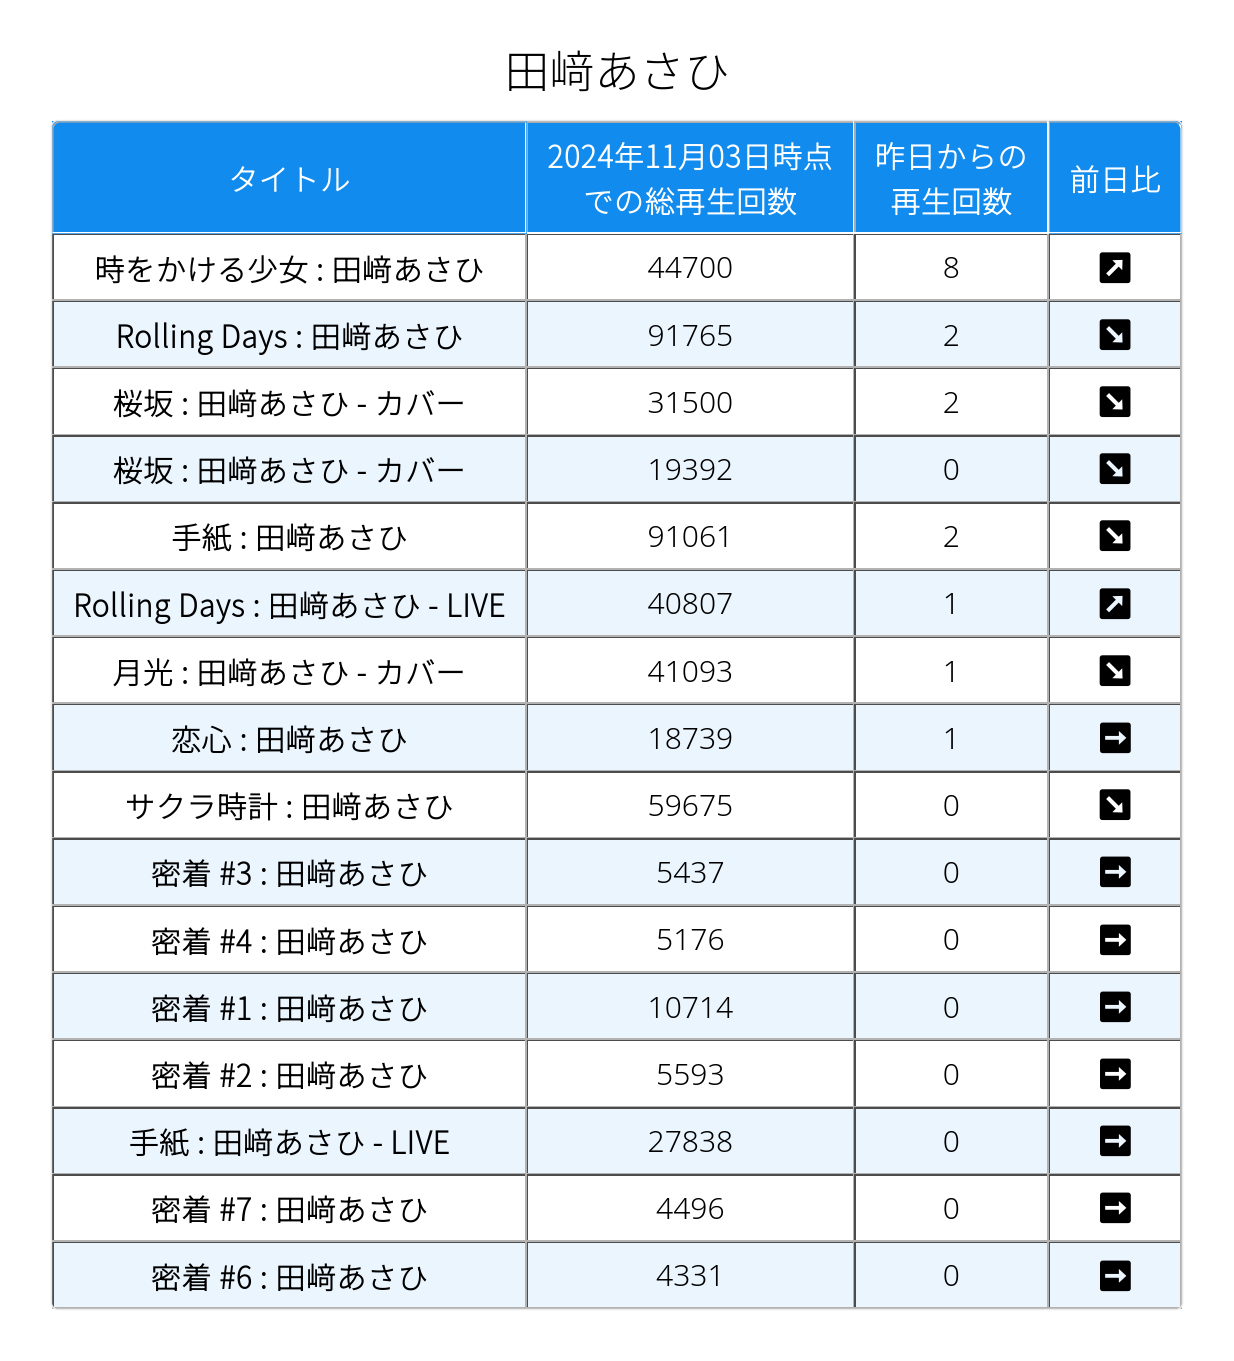 田﨑あさひ
タイトル
2024年11月03日時点
での総再生回数
昨日からの
再生回数
前日比
時をかける少女 : 田﨑あさひ 44700 8
Rolling Days : 田﨑あさひ 91765 2
桜坂 : 田﨑あさひ - カバー 31500 2
桜坂 : 田﨑あさひ - カバー 19392 0
手紙 : 田﨑あさひ 91061 2
Rolling Days : 田﨑あさひ - LIVE 40807 1
月光 : 田﨑あさひ - カバー 41093 1
恋心 : 田﨑あさひ 18739 1
サクラ時計 : 田﨑あさひ 59675 0
密着 #3 : 田﨑あさひ 5437 0
密着 #4 : 田﨑あさひ 5176 0
密着 #1 : 田﨑あさひ 10714 0
密着 #2 : 田﨑あさひ 5593 0
手紙 : 田﨑あさひ - LIVE 27838 0
密着 #7 : 田﨑あさひ 4496 0
密着 #6 : 田﨑あさひ 4331 0